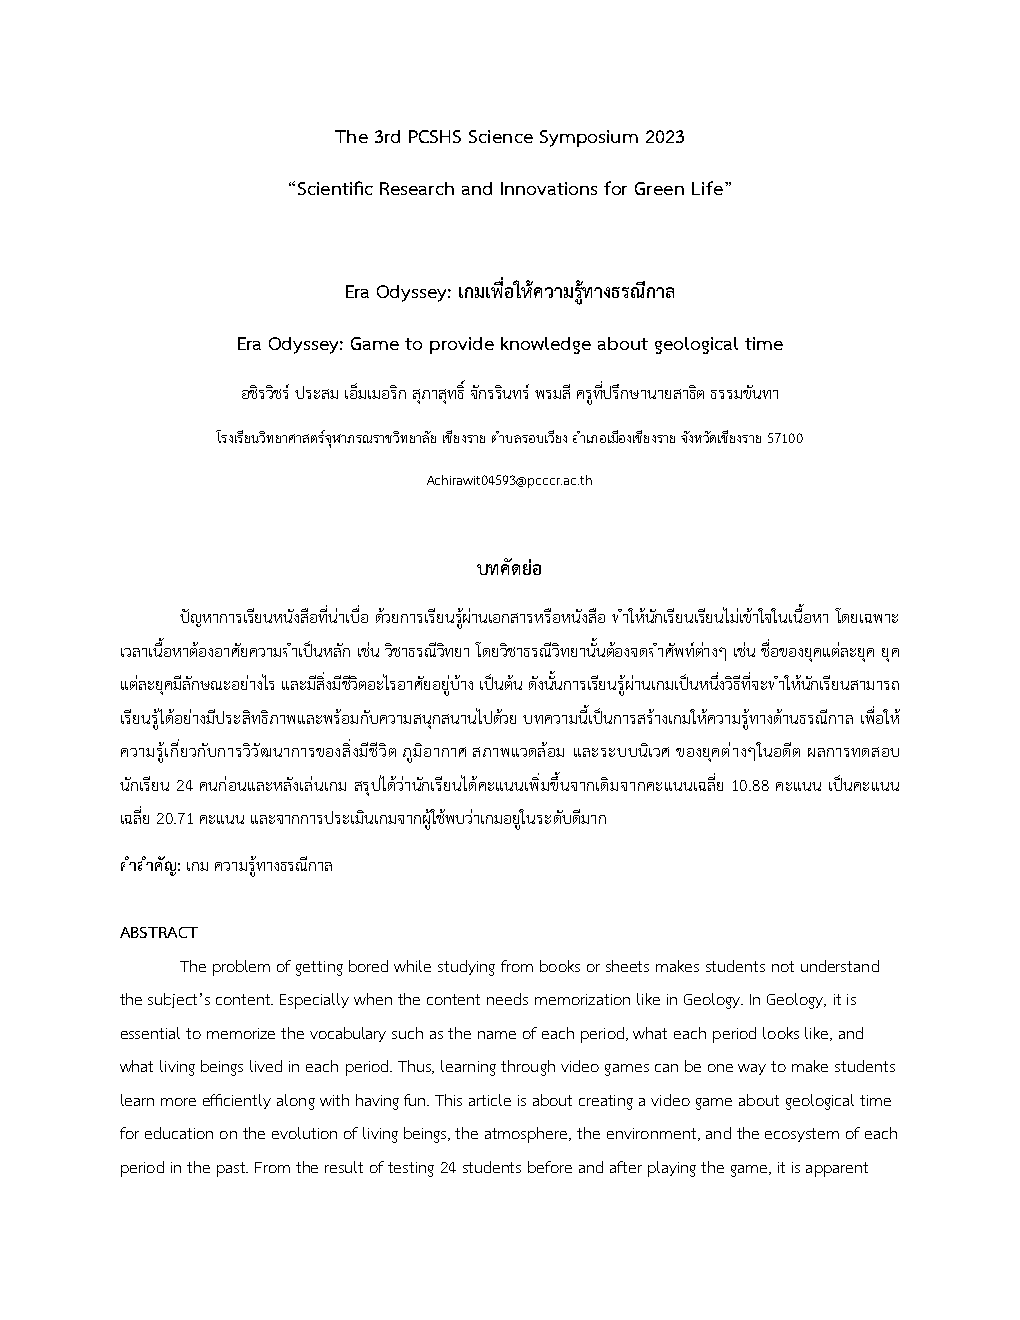 The 3rd PCSHS Science Symposium 2023
“Scientific Research and Innovations for Green Life”
Era Odyssey: เกมเพื่อให้ความรู้ทางธรณีกาล
Era Odyssey: Game to provide knowledge about geological time
อชิรวิชร์ ประสม เอ็มเมอริก สุภาสุทธิ์ จักรรินทร์ พรมสี ครูที่ปรึกษานายสาธิต ธรรมขันทา
โรงเรียนวิทยาศาสตร์จุฬาภรณราชวิทยาลัย เชียงราย ตำบลรอบเวียง อำเภอเมืองเชียงราย จังหวัดเชียงราย 57100
Achirawit04593@pcccr.ac.th
บทคัดย่อ
ปัญหาการเรียนหนังสือที่น่าเบื่อ ด้วยการเรียนรู้ผ่านเอกสารหรือหนังสือ ทำให้นักเรียนเรียนไม่เข้าใจในเนื้อหา โดยเฉพาะ
เวลาเนื้อหาต้องอาศัยความจำเป็นหลัก เช่น วิชาธรณีวิทยา โดยวิชาธรณีวิทยานั้นต้องจดจำศัพท์ต่างๆ เช่น ชื่อของยุคแต่ละยุค ยุค
แต่ละยุคมีลักษณะอย่างไร และมีสิ่งมีชีวิตอะไรอาศัยอยู่บ้าง เป็นต้น ดังนั้นการเรียนรู้ผ่านเกมเป็นหนึ่งวิธีที่จะทำให้นักเรียนสามารถ
เรียนรู้ได้อย่างมีประสิทธิภาพและพร้อมกับความสนุกสนานไปด้วย บทความนี้เป็นการสร้างเกมให้ความรู้ทางด้านธรณีกาล เพื่อให้
ความรู้เกี่ยวกับการวิวัฒนาการของสิ่งมีชีวิต ภูมิอากาศ สภาพแวดล้อม และระบบนิเวศ ของยุคต่างๆในอดีต ผลการทดสอบ
นักเรียน 24 คนก่อนและหลังเล่นเกม สรุปได้ว่านักเรียนได้คะแนนเพิ่มขึ้นจากเดิมจากคะแนนเฉลี่ย 10.88 คะแนน เป็นคะแนน
เฉลี่ย 20.71 คะแนน และจากการประเมินเกมจากผู้ใช้พบว่าเกมอยู่ในระดับดีมาก
คำสำคัญ: เกม ความรู้ทางธรณีกาล
ABSTRACT
The problem of getting bored while studying from books or sheets makes students not understand
the subject’s content. Especially when the content needs memorization like in Geology. In Geology, it is
essential to memorize the vocabulary such as the name of each period, what each period looks like, and
what living beings lived in each period. Thus, learning through video games can be one way to make students
learn more efficiently along with having fun. This article is about creating a video game about geological time
for education on the evolution of living beings, the atmosphere, the environment, and the ecosystem of each
period in the past. From the result of testing 24 students before and after playing the game, it is apparent